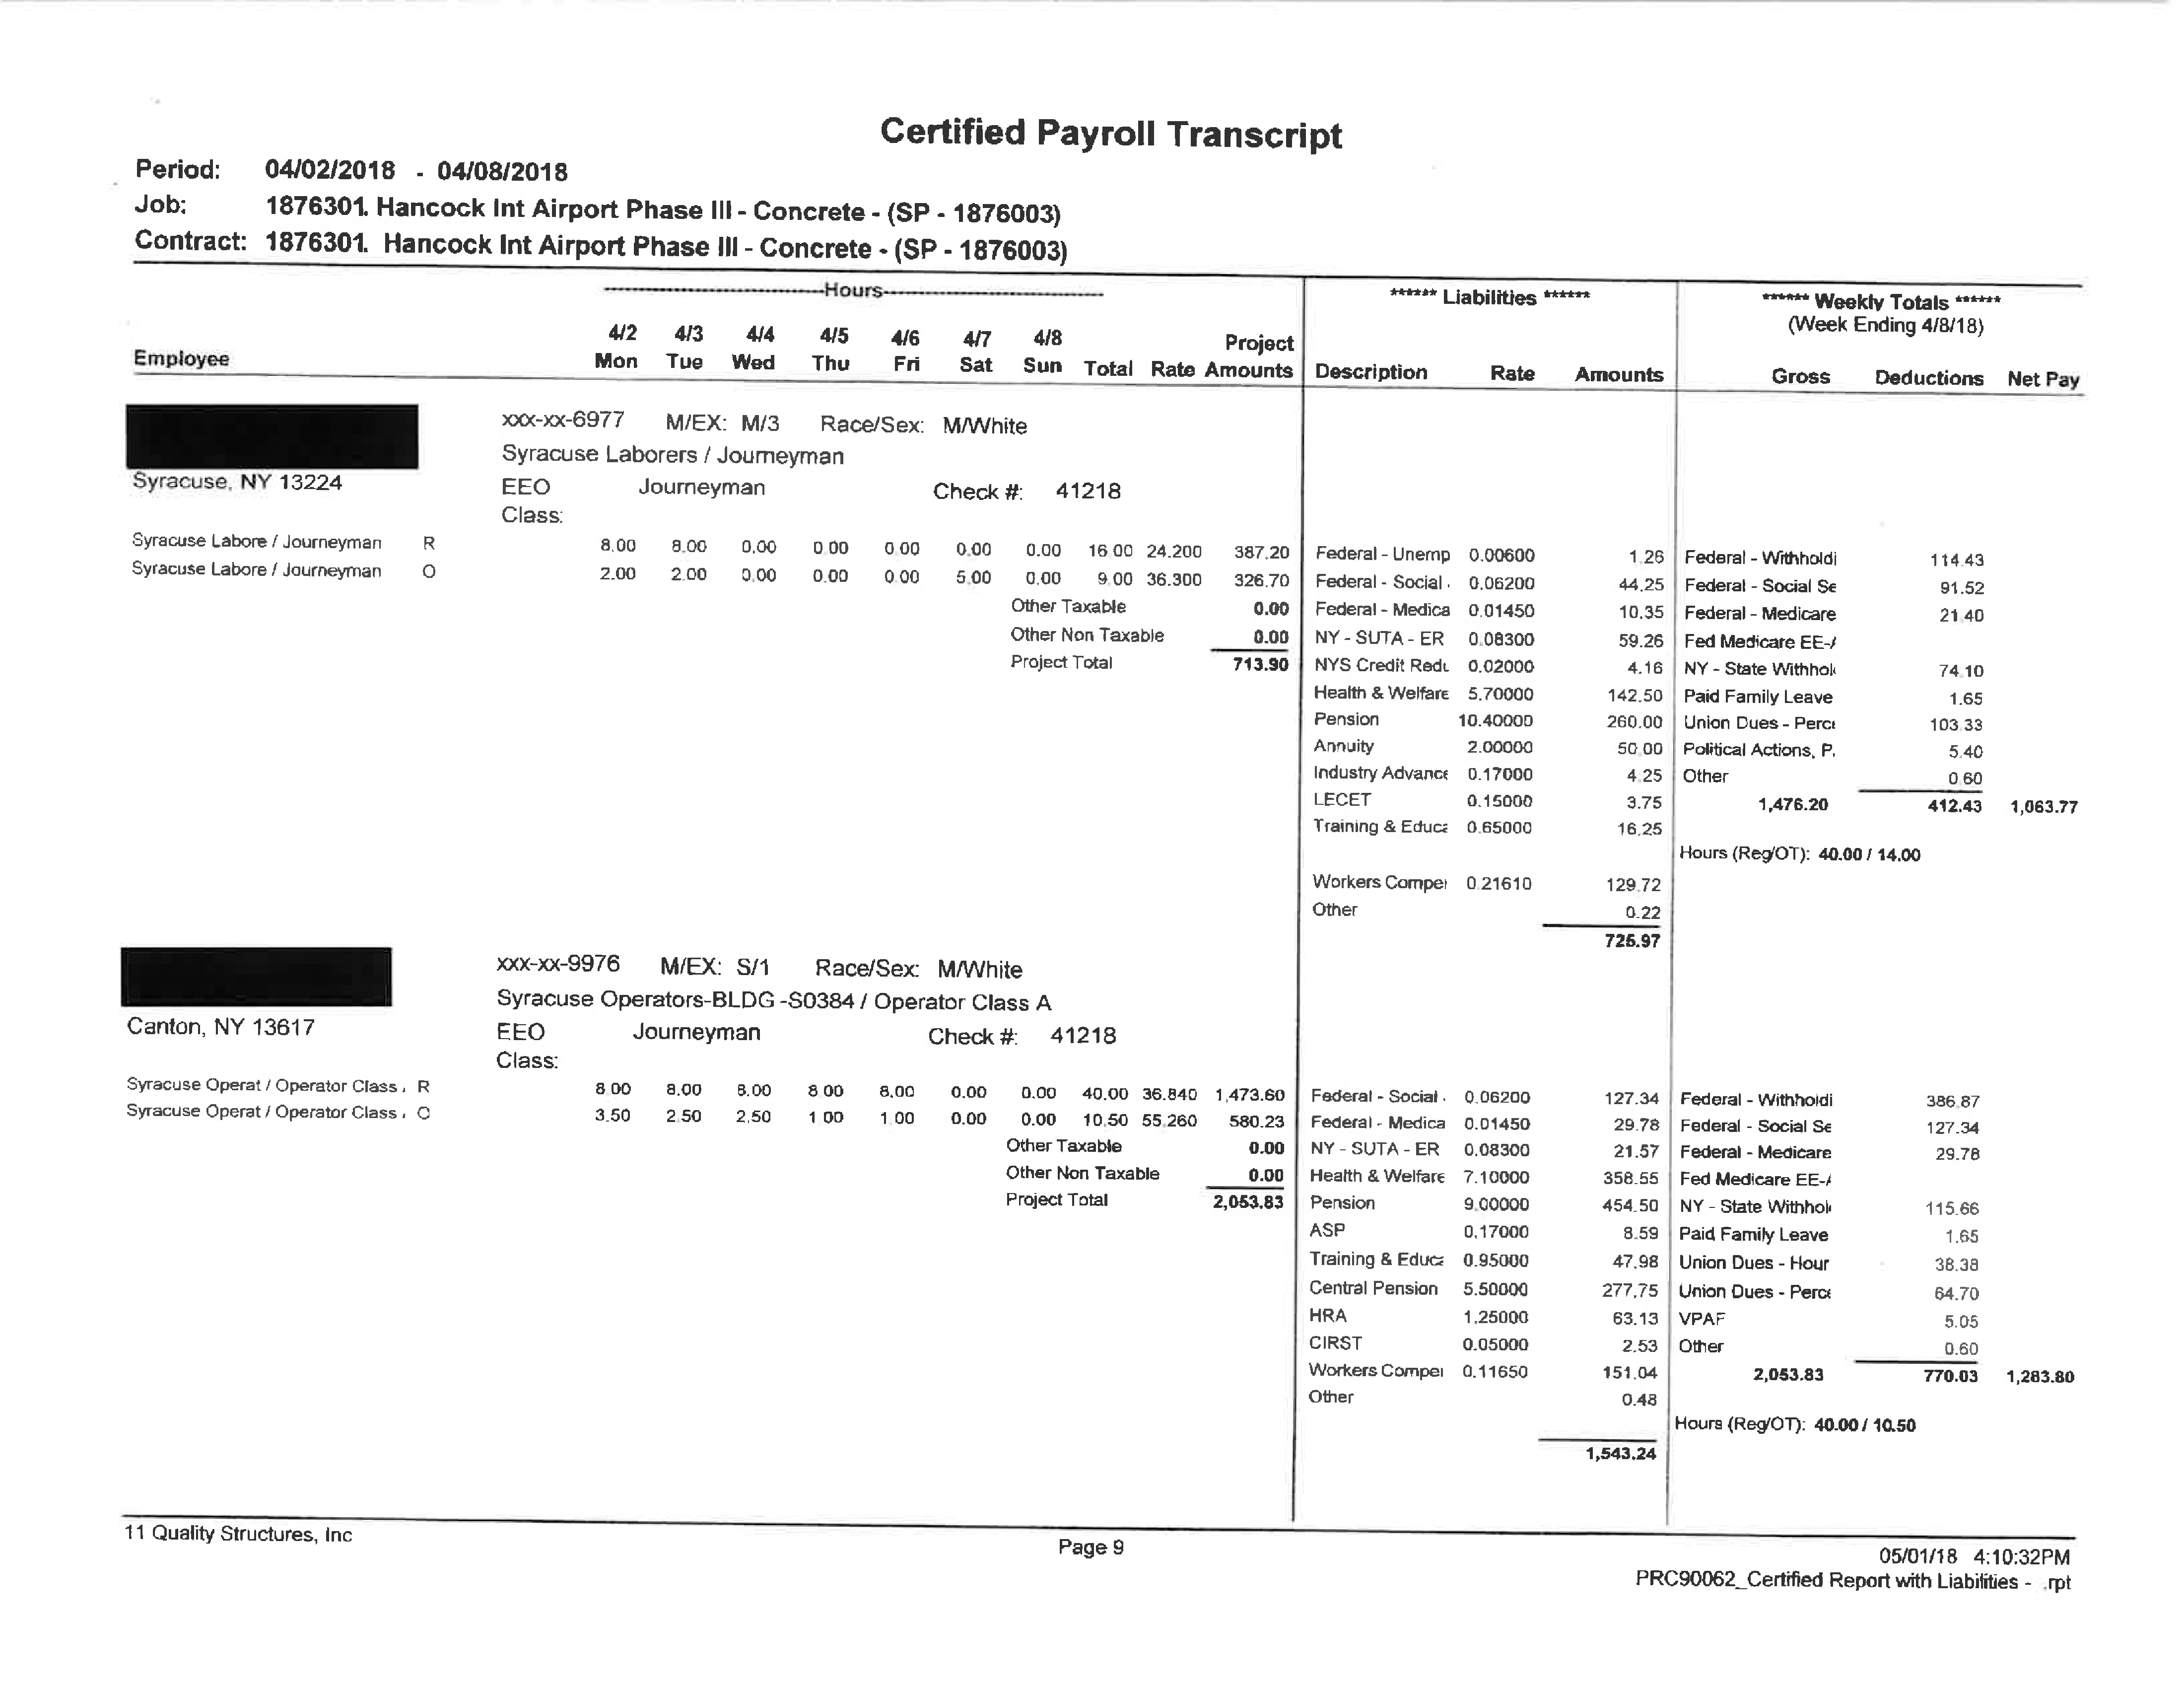 Certified Payroll Transcript
Period: 04/02/2018 - 04/08/2018
Job: 1876301. Hancock Int Airport Phase III - Concrete - (SP - 1876003)
Contract: 1876301. Hancock Int Airport Phase III - Concrete - (SP - 1876003)
-----Hours----- ****** Liabilities ****** ****** Weekly Totals ******
(Week Ending 4/8/18)
4/2 4/3 4/4 4/5 4/6 4/7 4/8 Project
Employee Mon Tue Wed Thu Fri Sat Sun Total Rate Amounts Description Rate Amounts Gross Deductions Net Pay
xxx-xx-6977 M/EX: M/3 Race/Sex: M/White
Syracuse Laborers / Journeyman
Syracuse, NY 13224 EEO Journeyman Check #: 41218
Class:
Syracuse Labore / Journeyman R 8.00 8.00 0.00 0.00 0.00 0.00 0.00 16.00 24.200 387.20 Federal - Unemp 0.00600 1.26 Federal - Withholdi 114.43
Syracuse Labore / Journeyman O 2.00 2.00 0.00 0.00 0.00 5.00 0.00 9.00 36.300 326.70 Federal - Social . 0.06200 44.25 Federal - Social Se 91.52
Other Taxable 0.00 Federal - Medica 0.01450 10.35 Federal - Medicare 21.40
Other Non Taxable 0.00 NY - SUTA - ER 0.08300 59.26 Fed Medicare EE-/
Project Total 713.90 NYS Credit Redu 0.02000 4.16 NY - State Withhol 74.10
Health & Welfare 5.70000 142.50 Paid Family Leave 1.65
Pension 10.40000 260.00 Union Dues - Perc 103.33
Annuity 2.00000 50.00 Political Actions, P. 5.40
Industry Advance 0.17000 4.25 Other 0.60
LECET 0.15000 3.75 1,476.20 412.43 1,063.77
Training & Educa 0.65000 16.25
Hours (Reg/OT): 40.00 / 14.00
Workers Compe 0.21610 129.72
Other 0.22
725.97
xxx-xx-9976 M/EX: S/1 Race/Sex: M/White
Syracuse Operators-BLDG -S0384 / Operator Class A
Canton, NY 13617 EEO Journeyman Check #: 41218
Class:
Syracuse Operat / Operator Class . R 8.00 8.00 8.00 8.00 8.00 0.00 0.00 40.00 36.840 1,473.60 Federal - Social . 0.06200 127.34 Federal - Withholdi 386.87
Syracuse Operat / Operator Class . O 3.50 2.50 2.50 1.00 1.00 0.00 0.00 10.50 55.260 580.23 Federal - Medica 0.01450 29.78 Federal - Social Se 127.34
Other Taxable 0.00 NY - SUTA - ER 0.08300 21.57 Federal - Medicare 29.78
Other Non Taxable 0.00 Health & Welfare 7.10000 358.55 Fed Medicare EE-/
Project Total 2,053.83 Pension 9.00000 454.50 NY - State Withhol 115.66
ASP 0.17000 8.59 Paid Family Leave 1.65
Training & Educa 0.95000 47.98 Union Dues - Hour 38.38
Central Pension 5.50000 277.75 Union Dues - Perce 64.70
HRA 1.25000 63.13 VPAF 5.05
CIRST 0.05000 2.53 Other 0.60
Workers Compe 0.11650 151.04 2,053.83 770.03 1,283.80
Other 0.48
Hours (Reg/OT): 40.00 / 10.50
1,543.24
11 Quality Structures, Inc
Page 9
05/01/18 4:10:32PM
PRC90062_Certified Report with Liabilities - .rpt